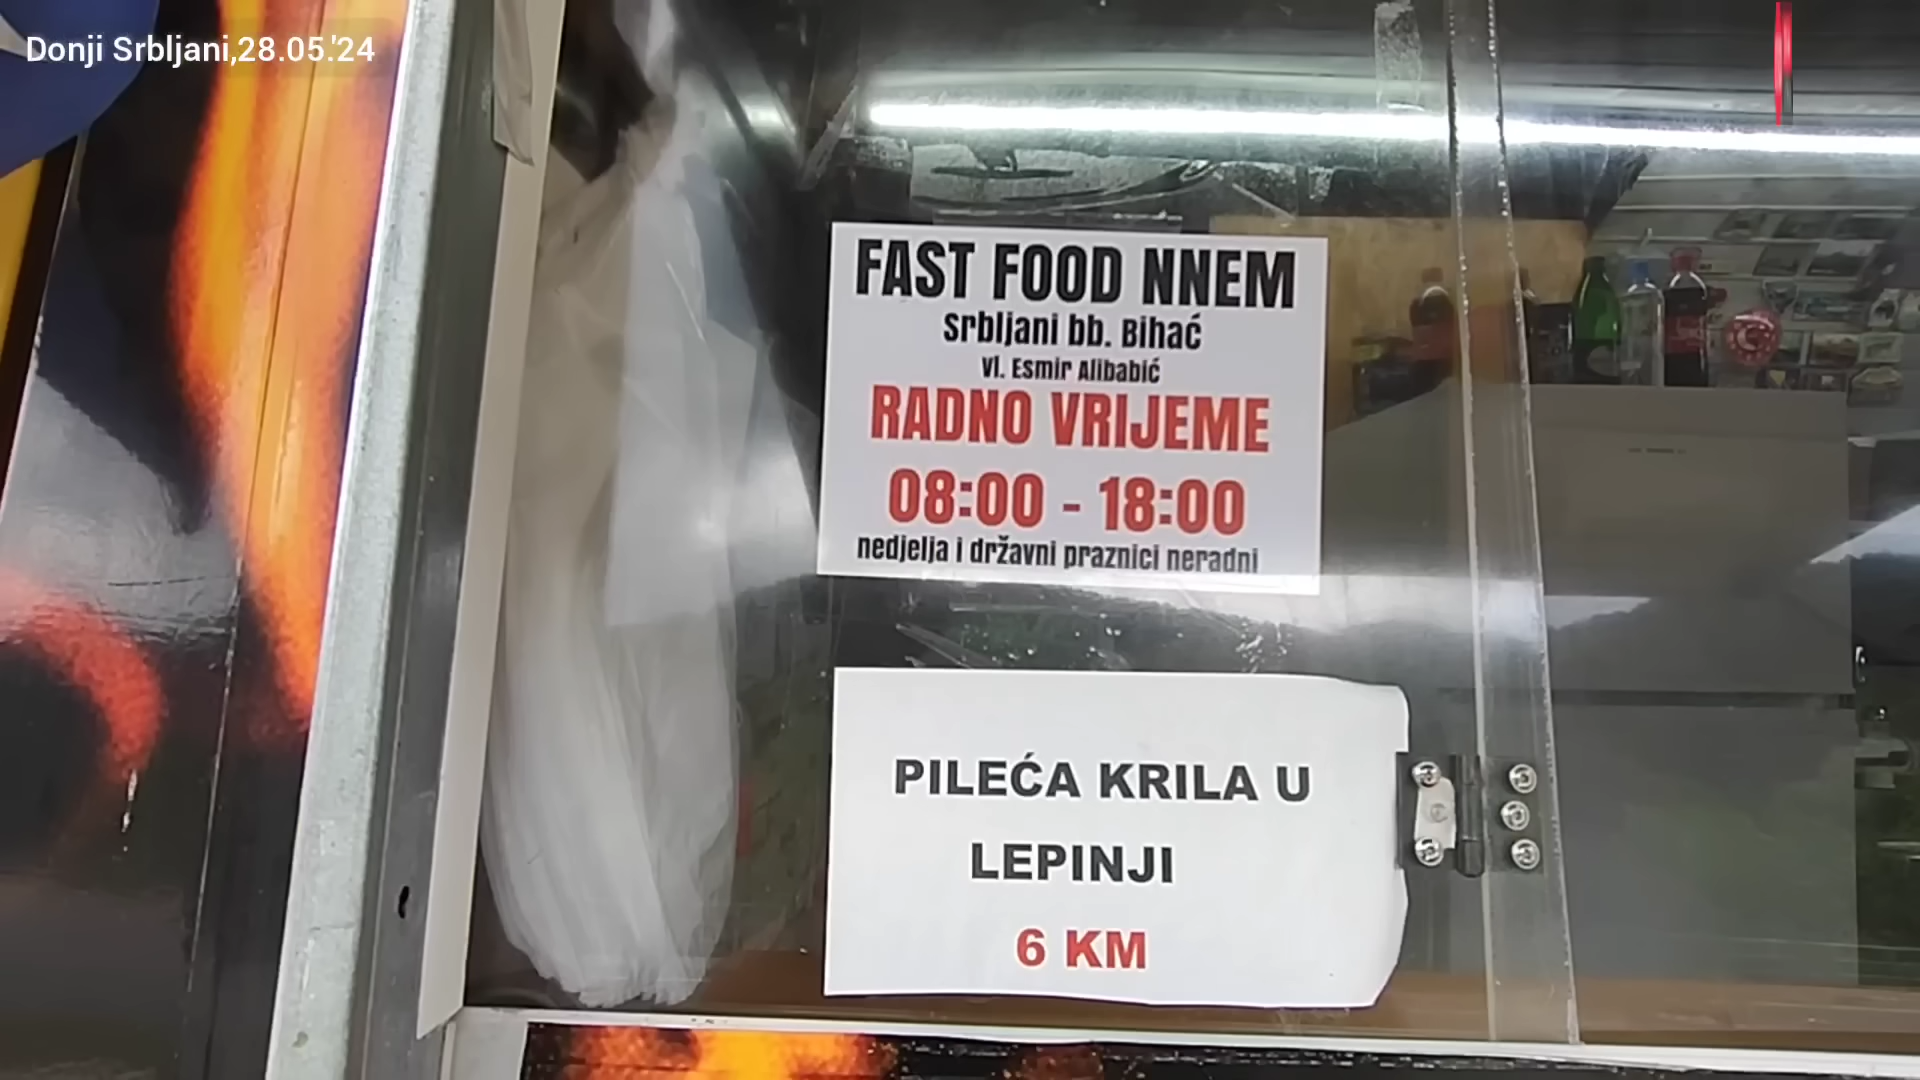 Donji Srbljani,28.05.'24
FAST FOOD NNEM
Srbljani bb. Bihać
Vl. Esmir Alibabić
RADNO VRIJEME
08:00 - 18:00
nedjelja i državni praznici neradni
PILEĆA KRILA U
LEPINJI
6 KM